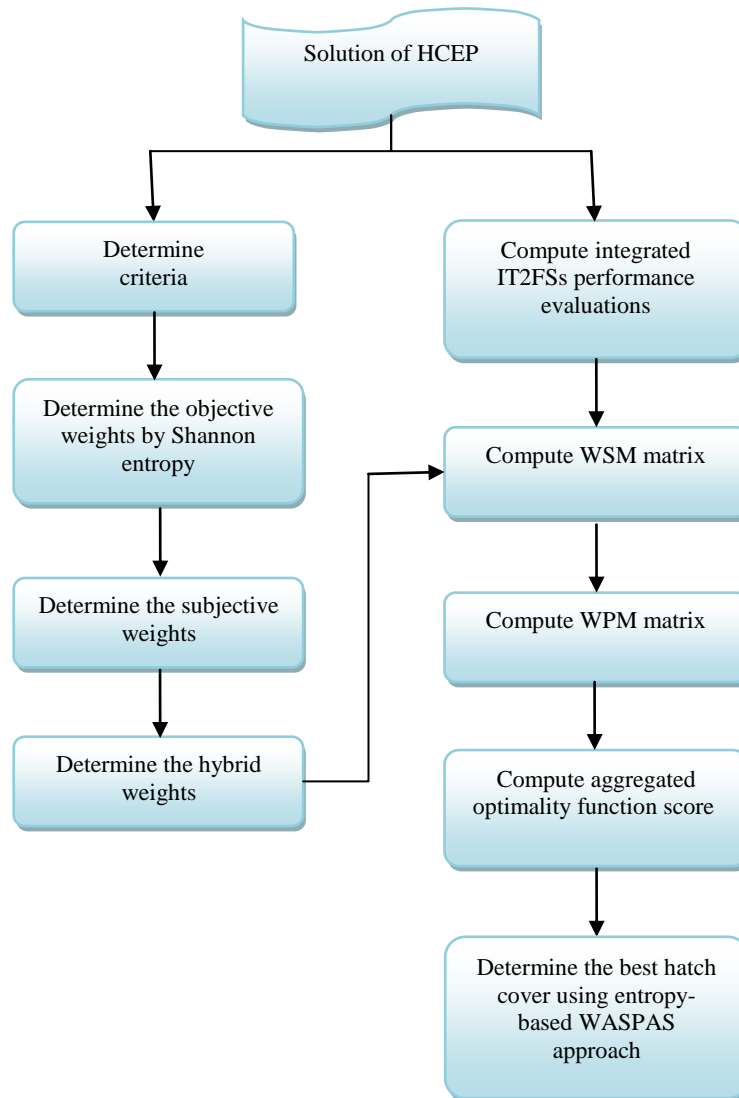 Solution of HCEP
Determine
criteria
Determine the objective
weights by Shannon
entropy
Determine the subjective
weights
Determine the hybrid
weights
Compute integrated
IT2FSs performance
evaluations
Compute WSM matrix
Compute WPM matrix
Compute aggregated
optimality function score
Determine the best hatch
cover using entropy-
based WASPAS
approach